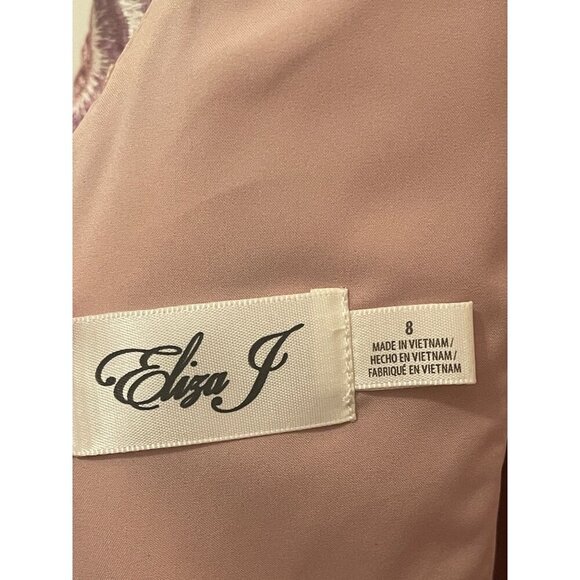 Eliza J
8
MADE IN VIETNAM/
HECHO EN VIETNAM/
FABRIQUÉ EN VIETNAM